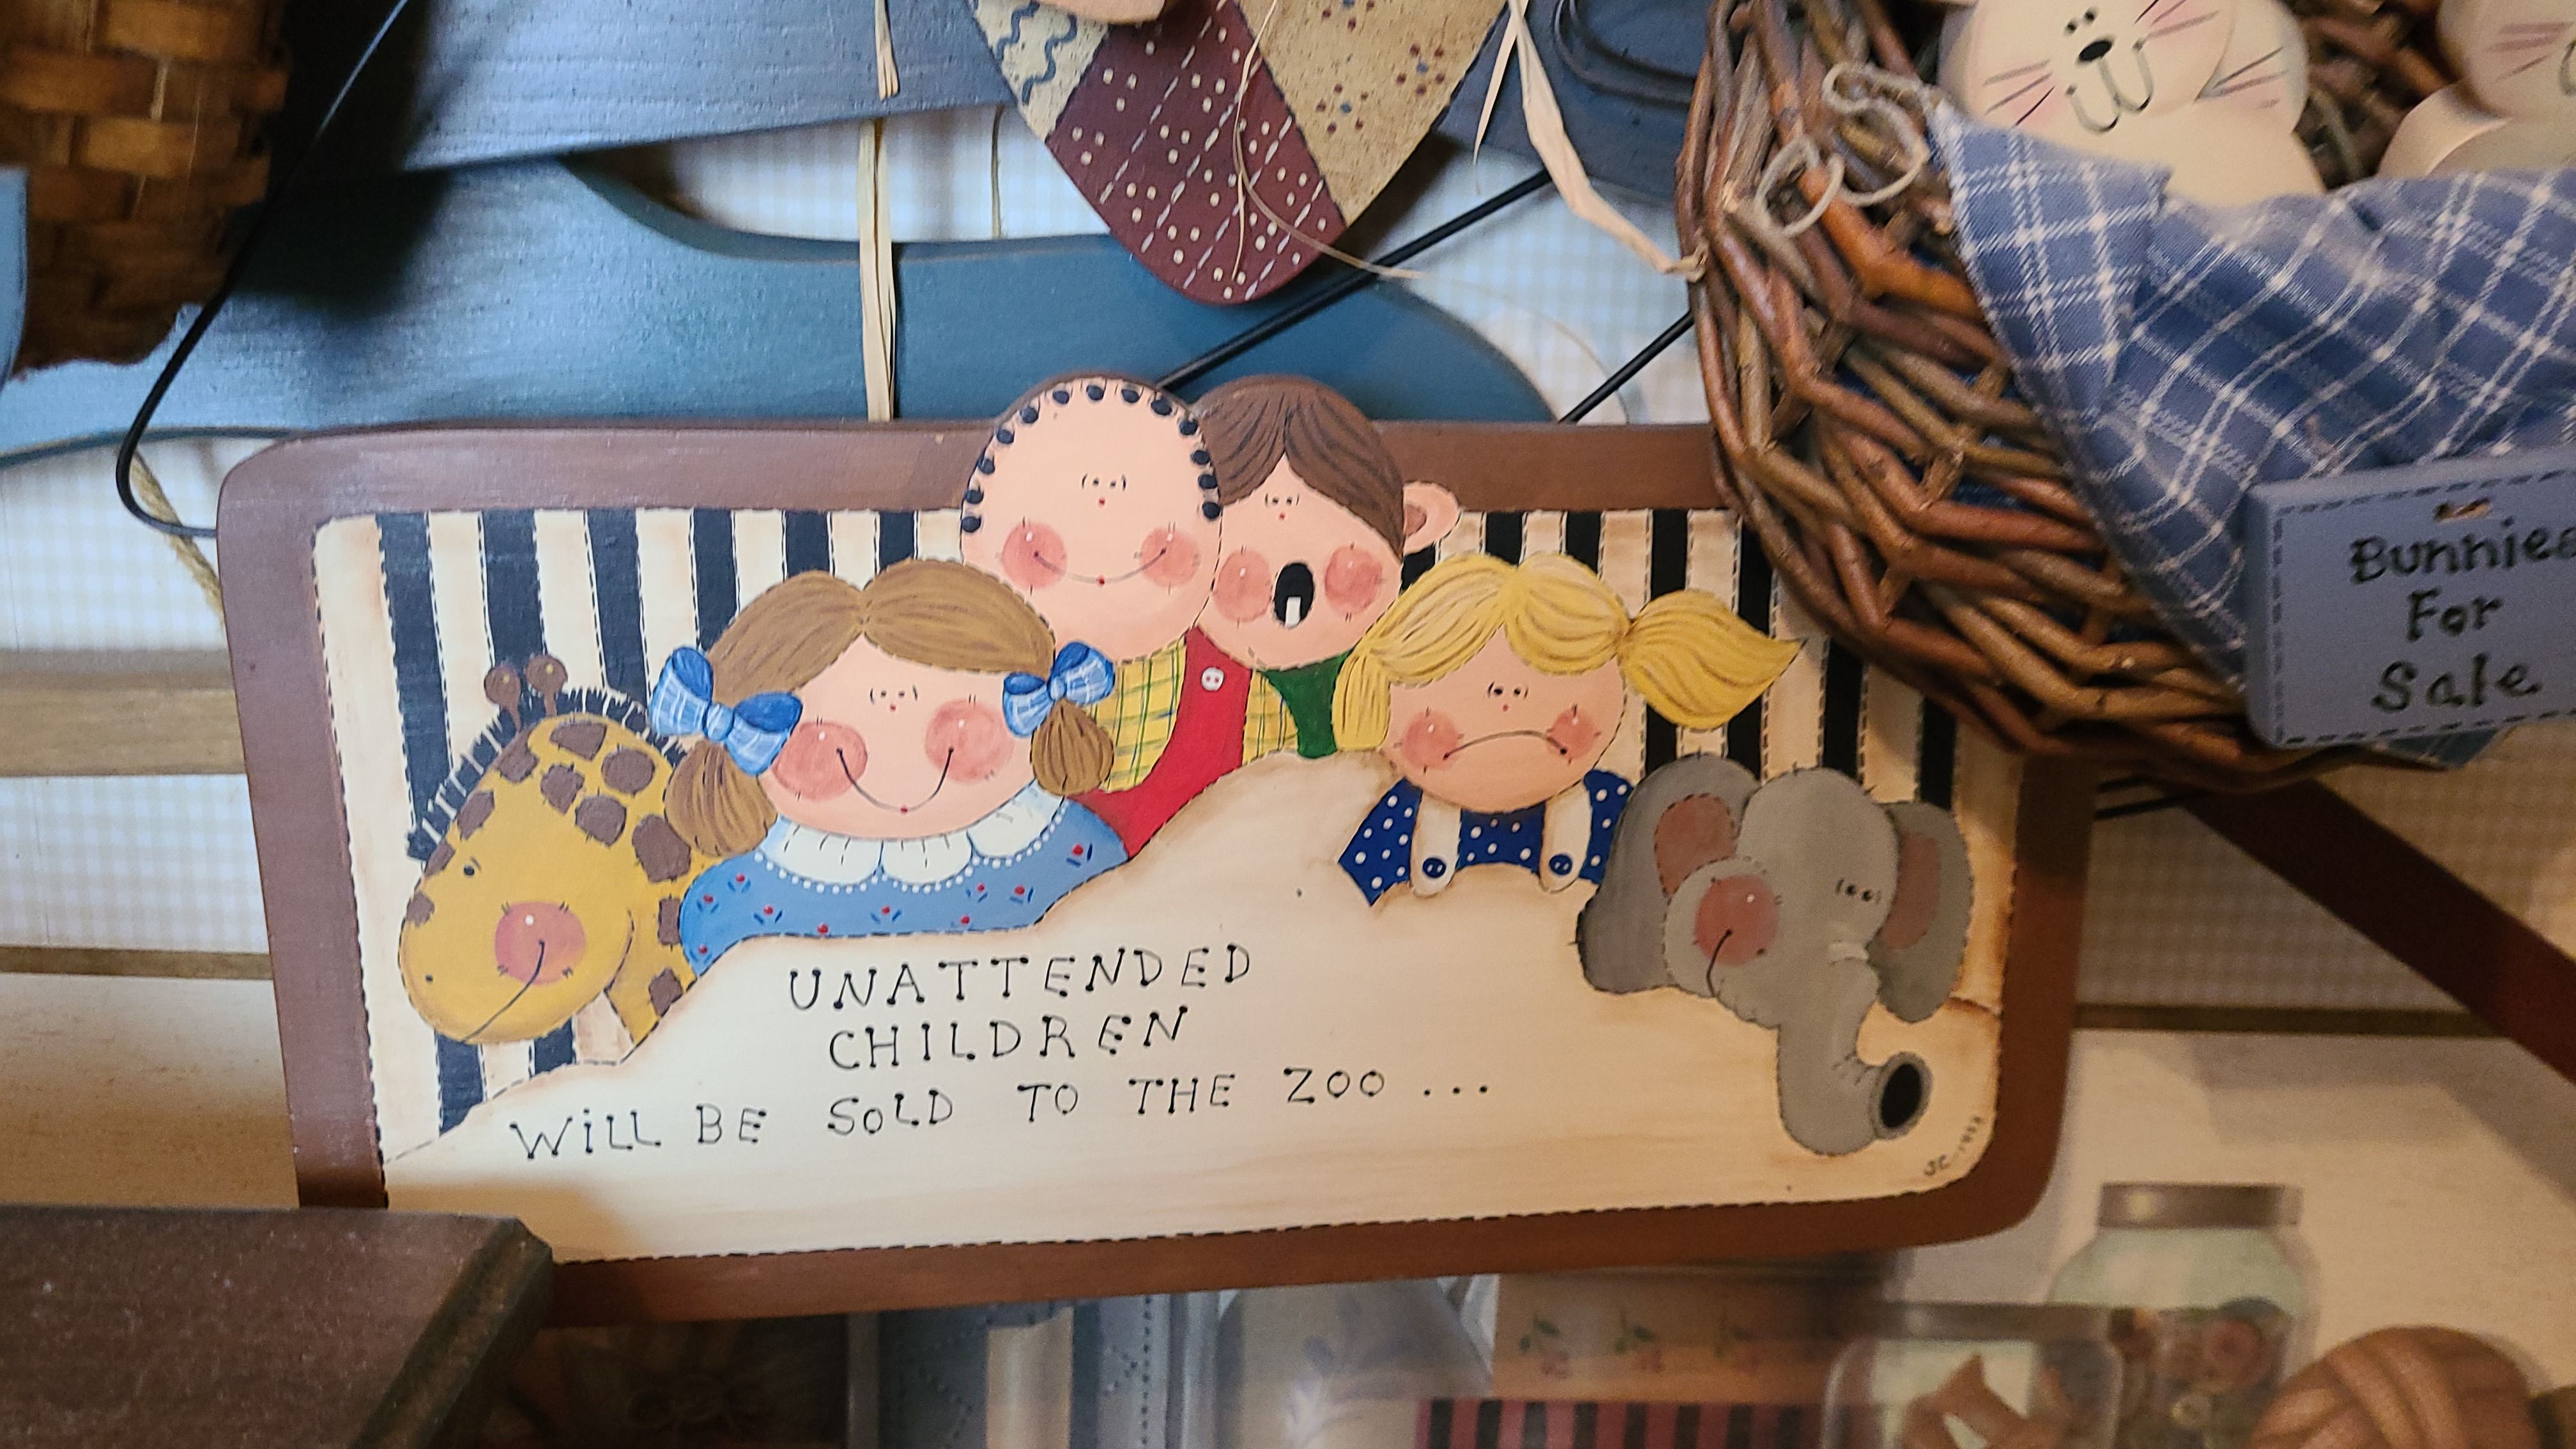 UNATTENDED
CHILDREN
WiLL BE SOLD TO THE ZOO...
Bunnies
For
Sale